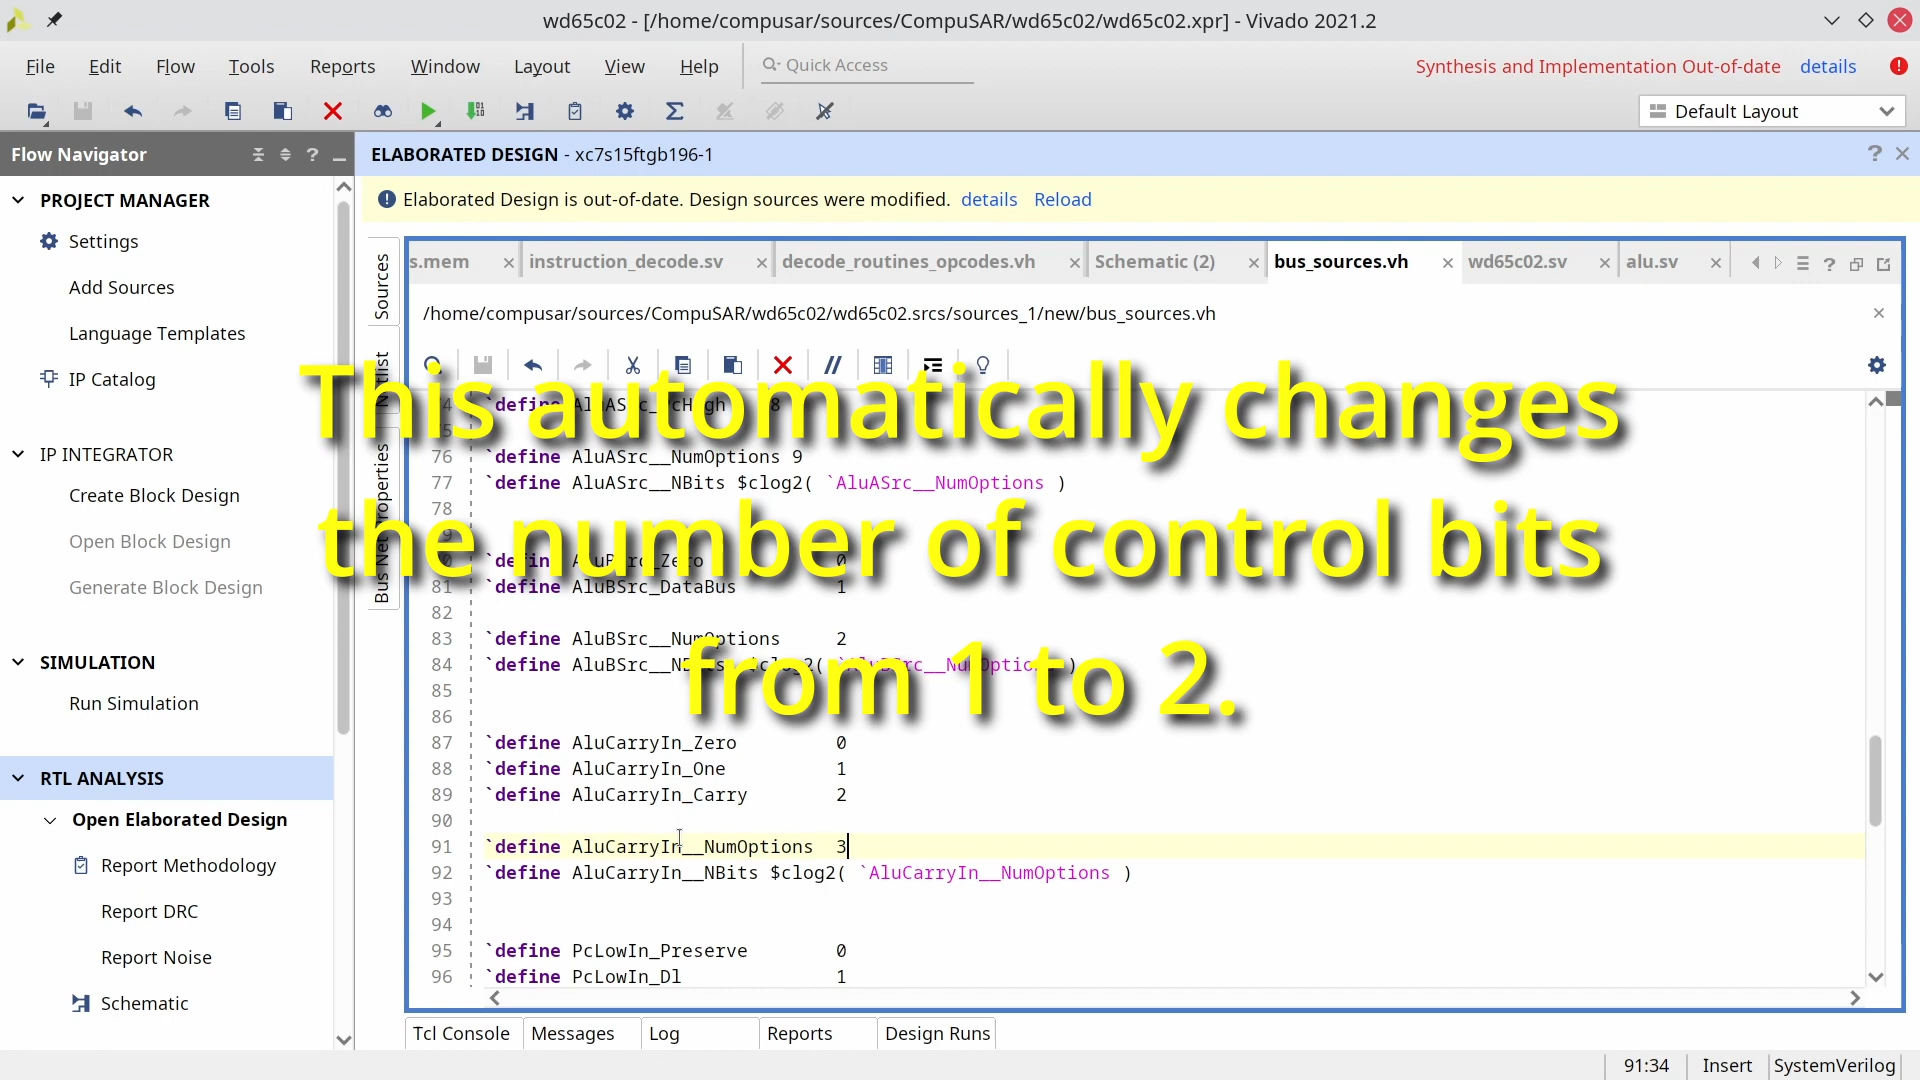 wd65c02 - [/home/compusar/sources/CompuSAR/wd65c02/wd65c02.xpr] - Vivado 2021.2
File Edit Flow Tools Reports Window Layout View Help
Quick Access
Synthesis and Implementation Out-of-date details
Default Layout
Flow Navigator
ELABORATED DESIGN - xc7s15ftgb196-1
PROJECT MANAGER
Settings
Add Sources
Language Templates
IP Catalog
IP INTEGRATOR
Create Block Design
Open Block Design
Generate Block Design
SIMULATION
Run Simulation
RTL ANALYSIS
Open Elaborated Design
Report Methodology
Report DRC
Report Noise
Schematic
Elaborated Design is out-of-date. Design sources were modified. details Reload
Sources
Bus Net Properties
s.mem
instruction_decode.sv
decode_routines_opcodes.vh
Schematic (2)
bus_sources.vh
wd65c02.sv
alu.sv
/home/compusar/sources/CompuSAR/wd65c02/wd65c02.srcs/sources_1/new/bus_sources.vh
This automatically changes
the number of control bits
from 1 to 2.
76 `define AluASrc__NumOptions 9
77 `define AluASrc__NBits $clog2( `AluASrc__NumOptions )
78
81 `define AluBSrc_DataBus 1
82
83 `define AluBSrc__NumOptions 2
84 `define
85
86
87 `define AluCarryIn_Zero 0
88 `define AluCarryIn_One 1
89 `define AluCarryIn_Carry 2
90
91 `define AluCarryIn__NumOptions 3
92 `define AluCarryIn__NBits $clog2( `AluCarryIn__NumOptions )
93
94
95 `define PcLowIn_Preserve 0
96 `define PcLowIn_Dl 1
Tcl Console Messages Log Reports Design Runs
91:34 Insert SystemVerilog